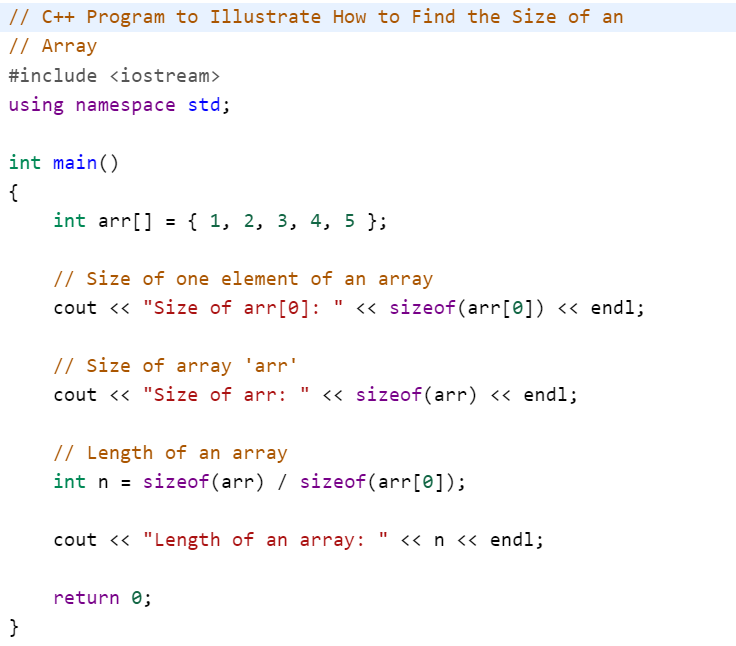 // C++ Program to Illustrate How to Find the Size of an
// Array
#include <iostream>
using namespace std;

int main()
{
    int arr[] = { 1, 2, 3, 4, 5 };

    // Size of one element of an array
    cout << "Size of arr[0]: " << sizeof(arr[0]) << endl;

    // Size of array 'arr'
    cout << "Size of arr: " << sizeof(arr) << endl;

    // Length of an array
    int n = sizeof(arr) / sizeof(arr[0]);

    cout << "Length of an array: " << n << endl;

    return 0;
}